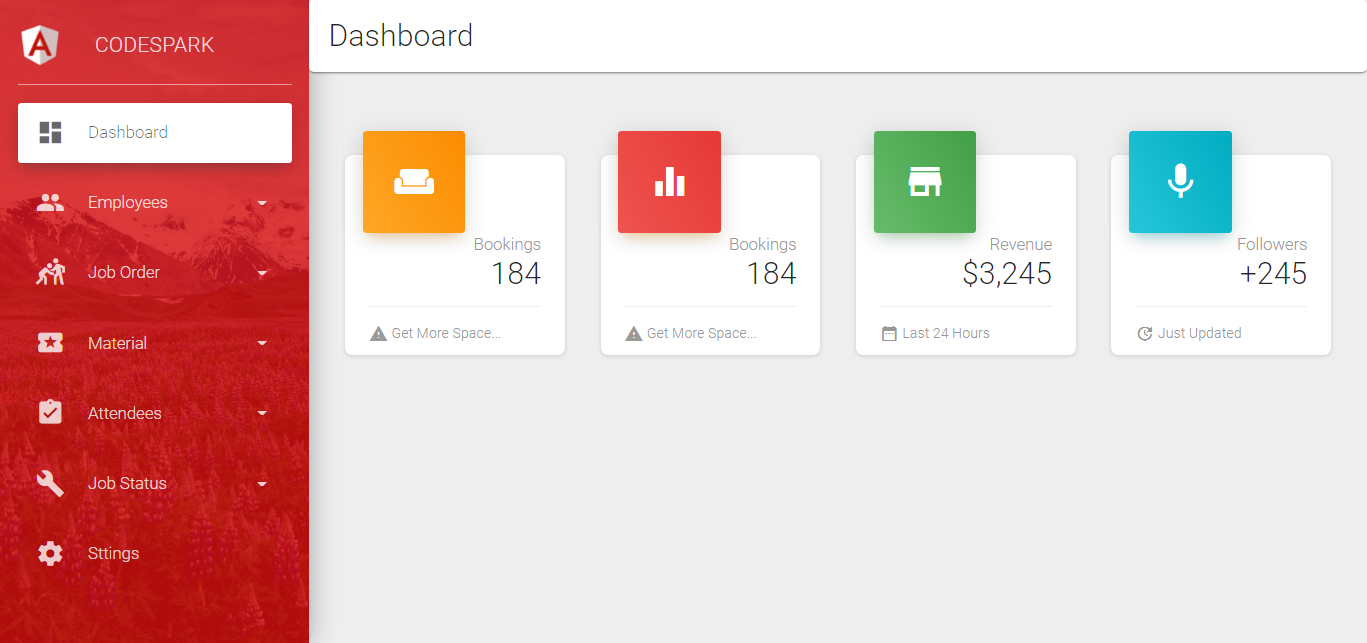 CODESPARK
Dashboard
Employees
Job Order
Material
Attendees
Job Status
Sttings
Dashboard
Bookings
184
Get More Space...
Bookings
184
Get More Space...
Revenue
$3,245
Last 24 Hours
Followers
+245
Just Updated